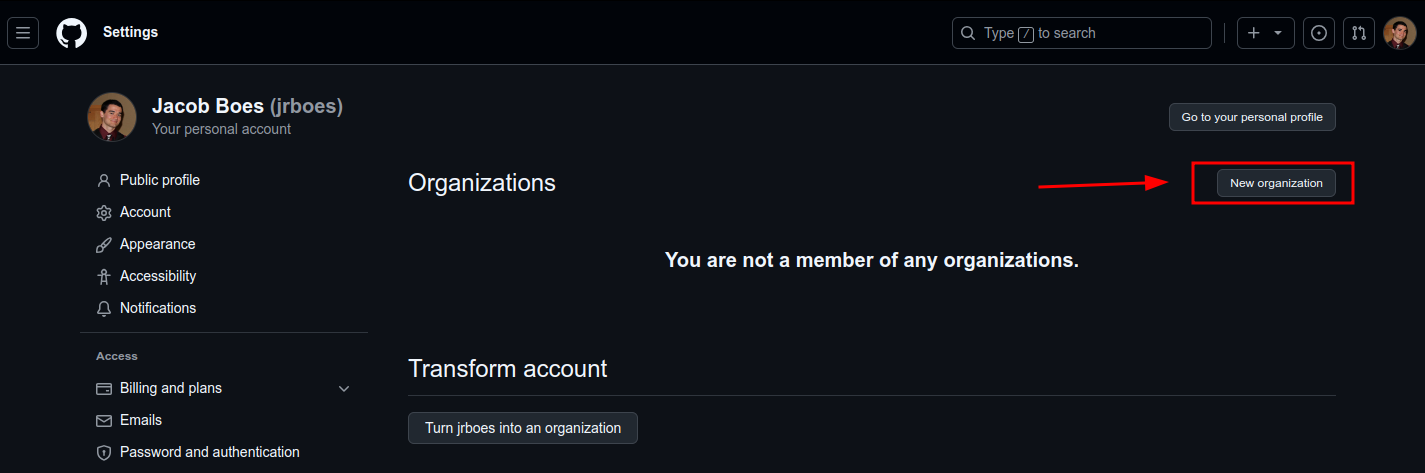 Settings
Type / to search
Jacob Boes (jrboes)
Your personal account
Go to your personal profile
Public profile
Account
Appearance
Accessibility
Notifications
Access
Billing and plans
Emails
Password and authentication
Organizations
New organization
You are not a member of any organizations.
Transform account
Turn jrboes into an organization